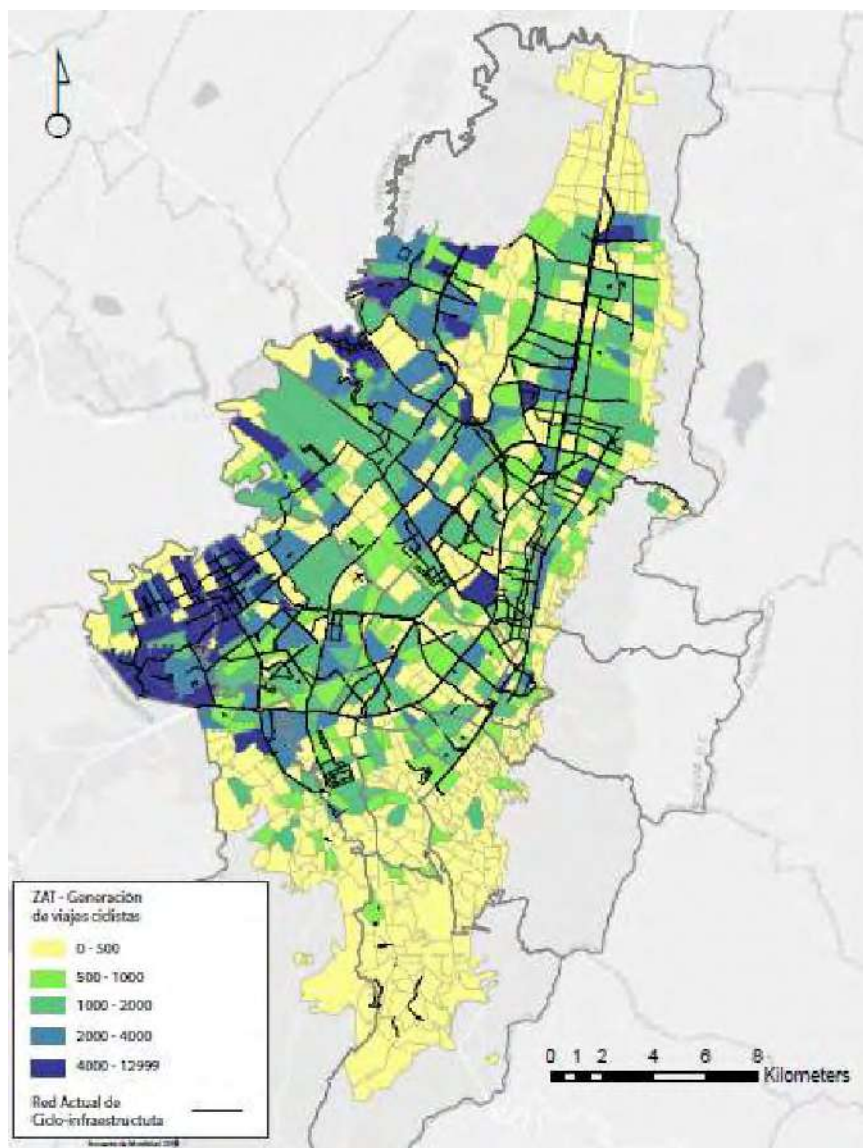 ZAT - Generación
de viajes ciclistas
0 - 500
500 - 1000
1000 - 2000
2000 - 4000
4000 - 12999
Red Actual de
Ciclo-infraestructuta
0 1 2 4 6 8
Kilometers